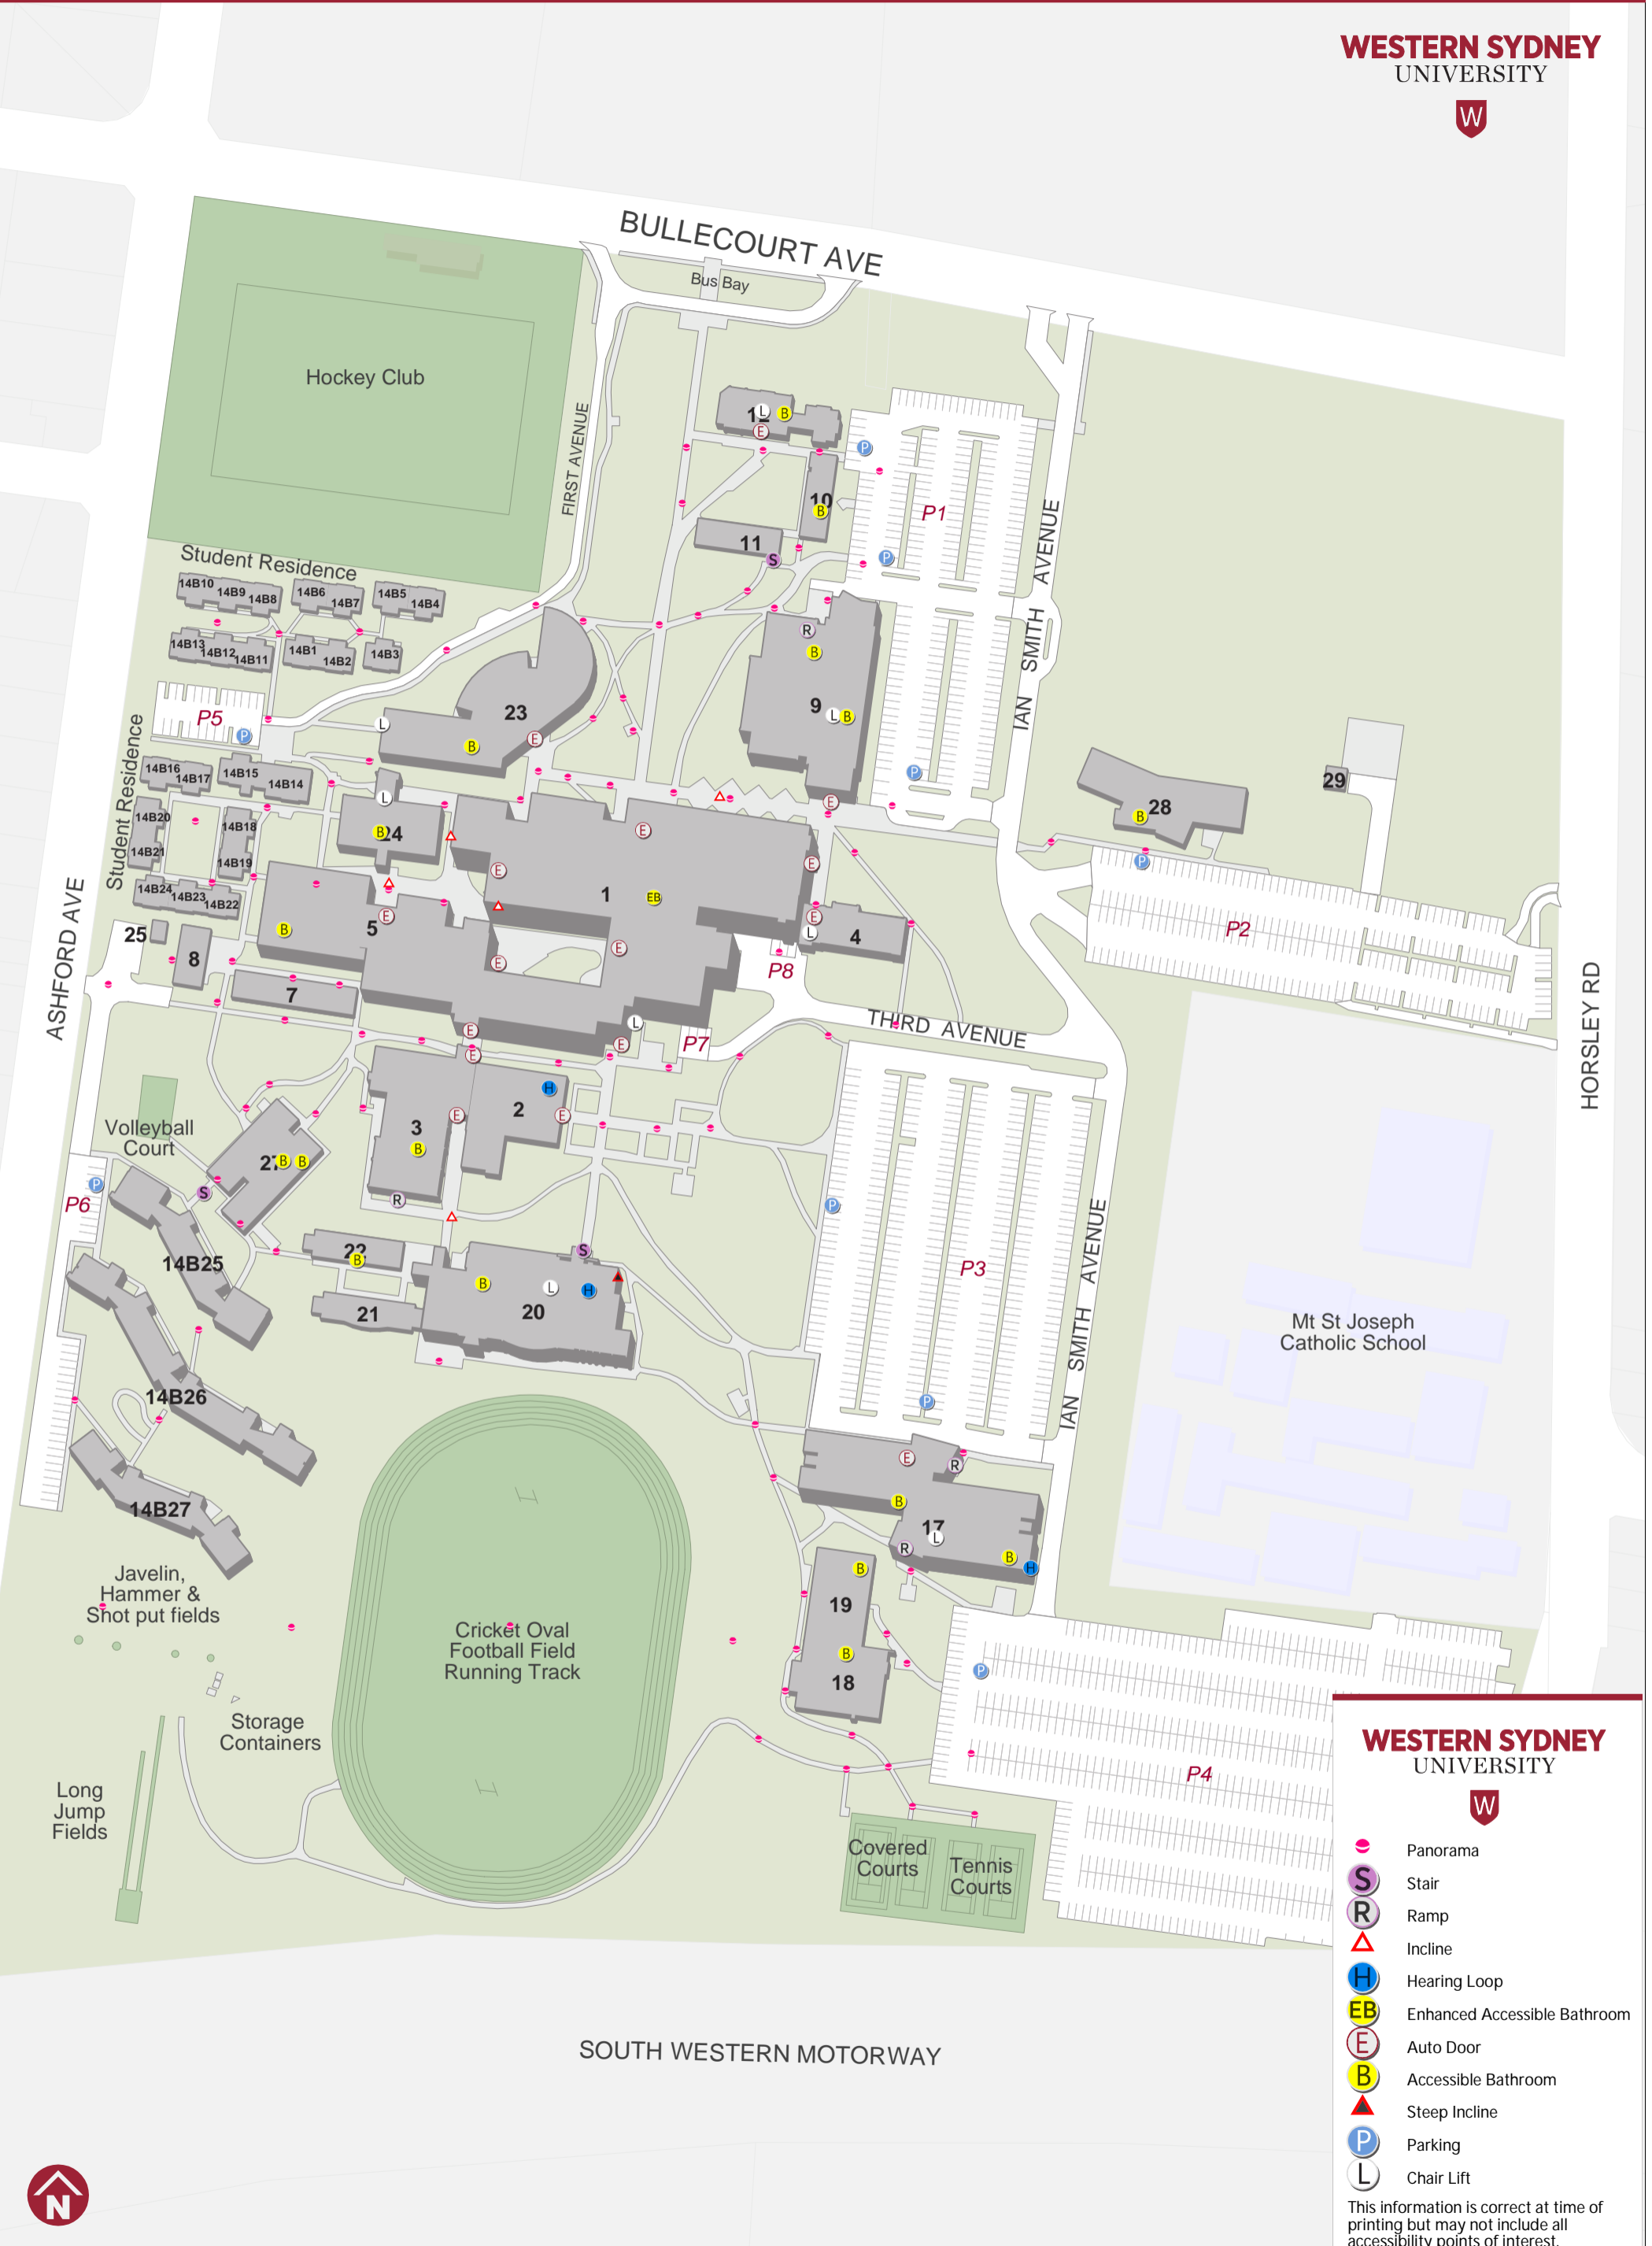 WESTERN SYDNEY
UNIVERSITY
W
BULLECOURT AVE
Bus Bay
Hockey Club
FIRST AVENUE
12
L
B
E
P
10
B
P1
11
S
P
IAN SMITH AVENUE
Student Residence
14B10
14B9
14B8
14B6
14B7
14B5
14B4
14B13
14B12
14B11
14B1
14B2
14B3
R
B
9
L
B
P5
P
L
23
B
E
P
29
Student Residence
14B16
14B17
14B15
14B14
L
E
28
B
14B20
14B18
B
24
E
14B21
14B19
E
E
P
1
EB
14B24
14B23
14B22
E
5
B
E
L
4
P2
25
8
E
E
P8
ASHFORD AVE
7
L
THIRD AVENUE
HORSLEY RD
E
E
E
P7
H
2
E
E
3
B
Volleyball
Court
27
B
B
S
P
P6
R
P
IAN SMITH AVENUE
22
B
S
14B25
P3
B
L
H
20
21
Mt St Joseph
Catholic School
14B26
P
E
R
14B27
B
17
L
R
B
H
Javelin,
Hammer &
Shot put fields
B
19
Cricket Oval
Football Field
Running Track
B
18
P
Storage
Containers
P4
Long
Jump
Fields
Covered
Courts
Tennis
Courts
SOUTH WESTERN MOTORWAY
N
WESTERN SYDNEY
UNIVERSITY
W
Panorama
S Stair
R Ramp
Incline
H Hearing Loop
EB Enhanced Accessible Bathroom
E Auto Door
B Accessible Bathroom
Steep Incline
P Parking
L Chair Lift
This information is correct at time of
printing but may not include all
accessibility points of interest.